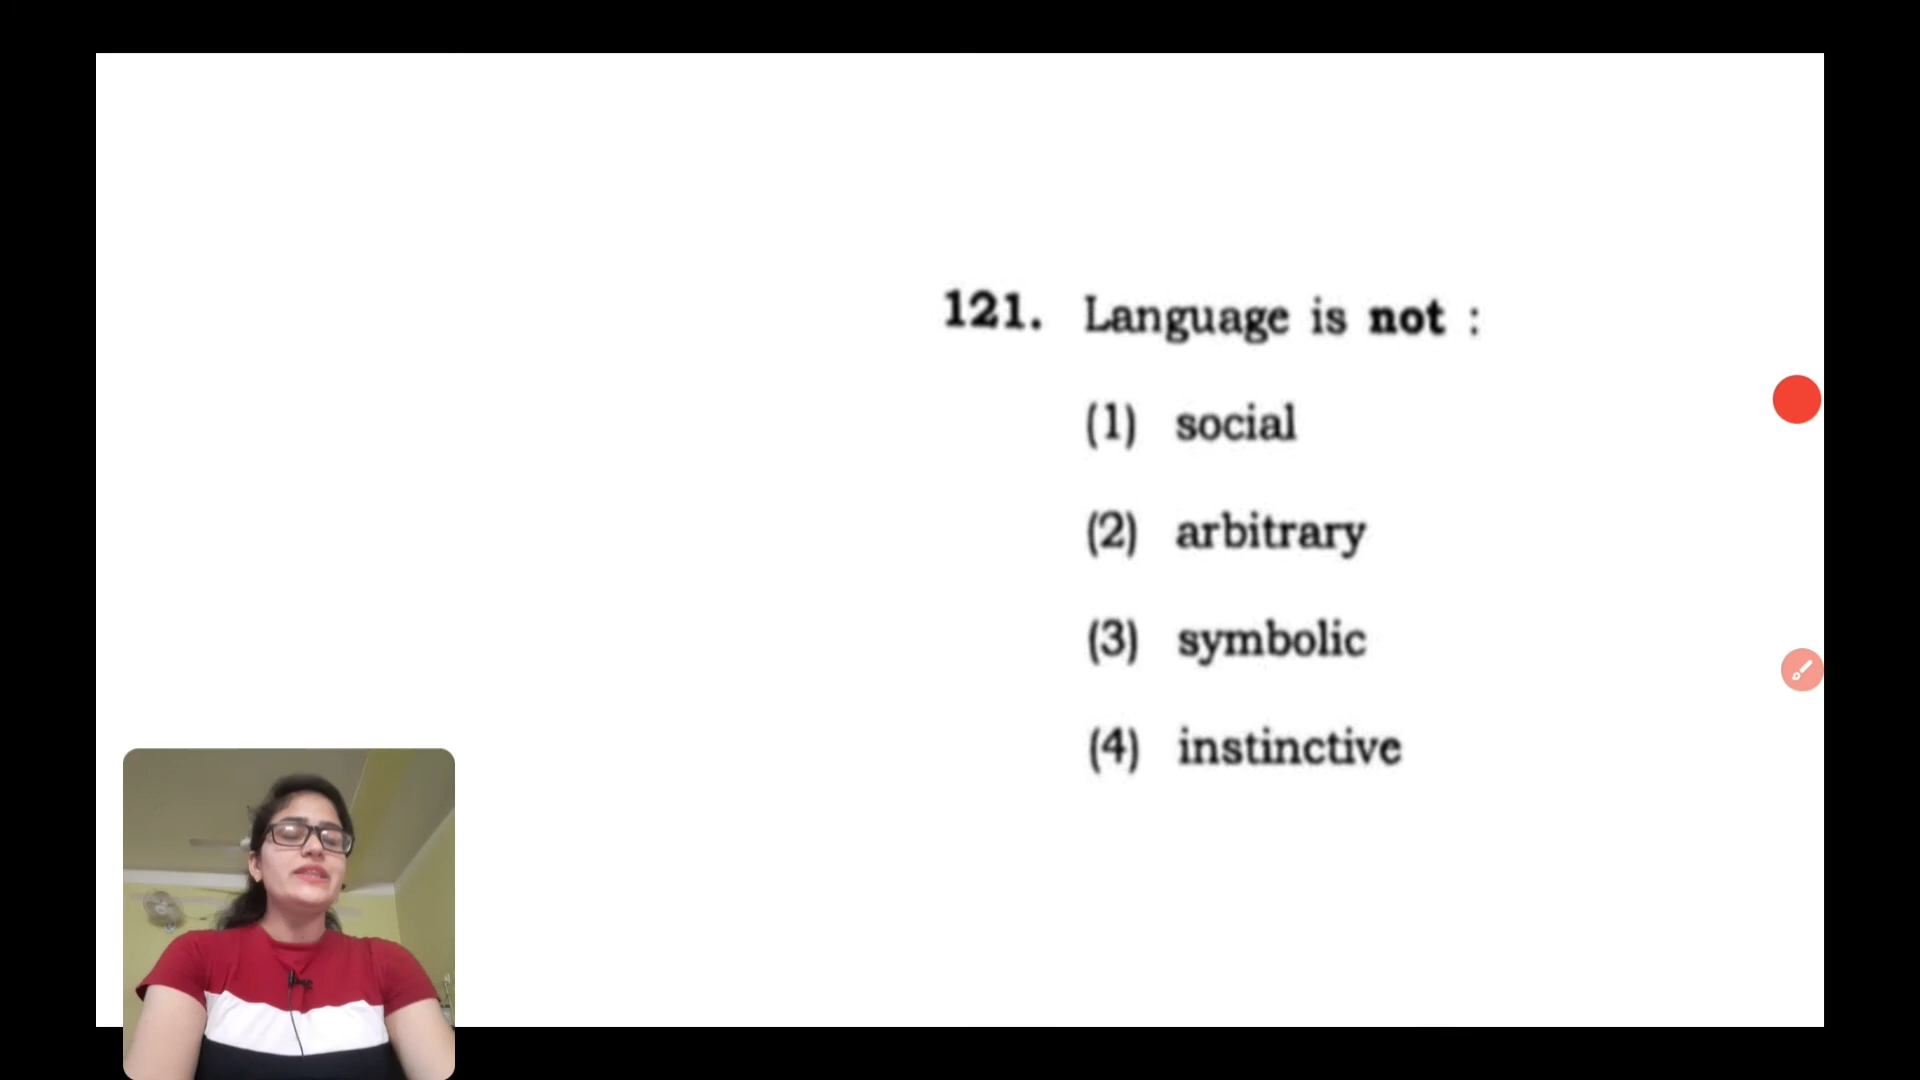 121. Language is not :
(1) social
(2) arbitrary
(3) symbolic
(4) instinctive